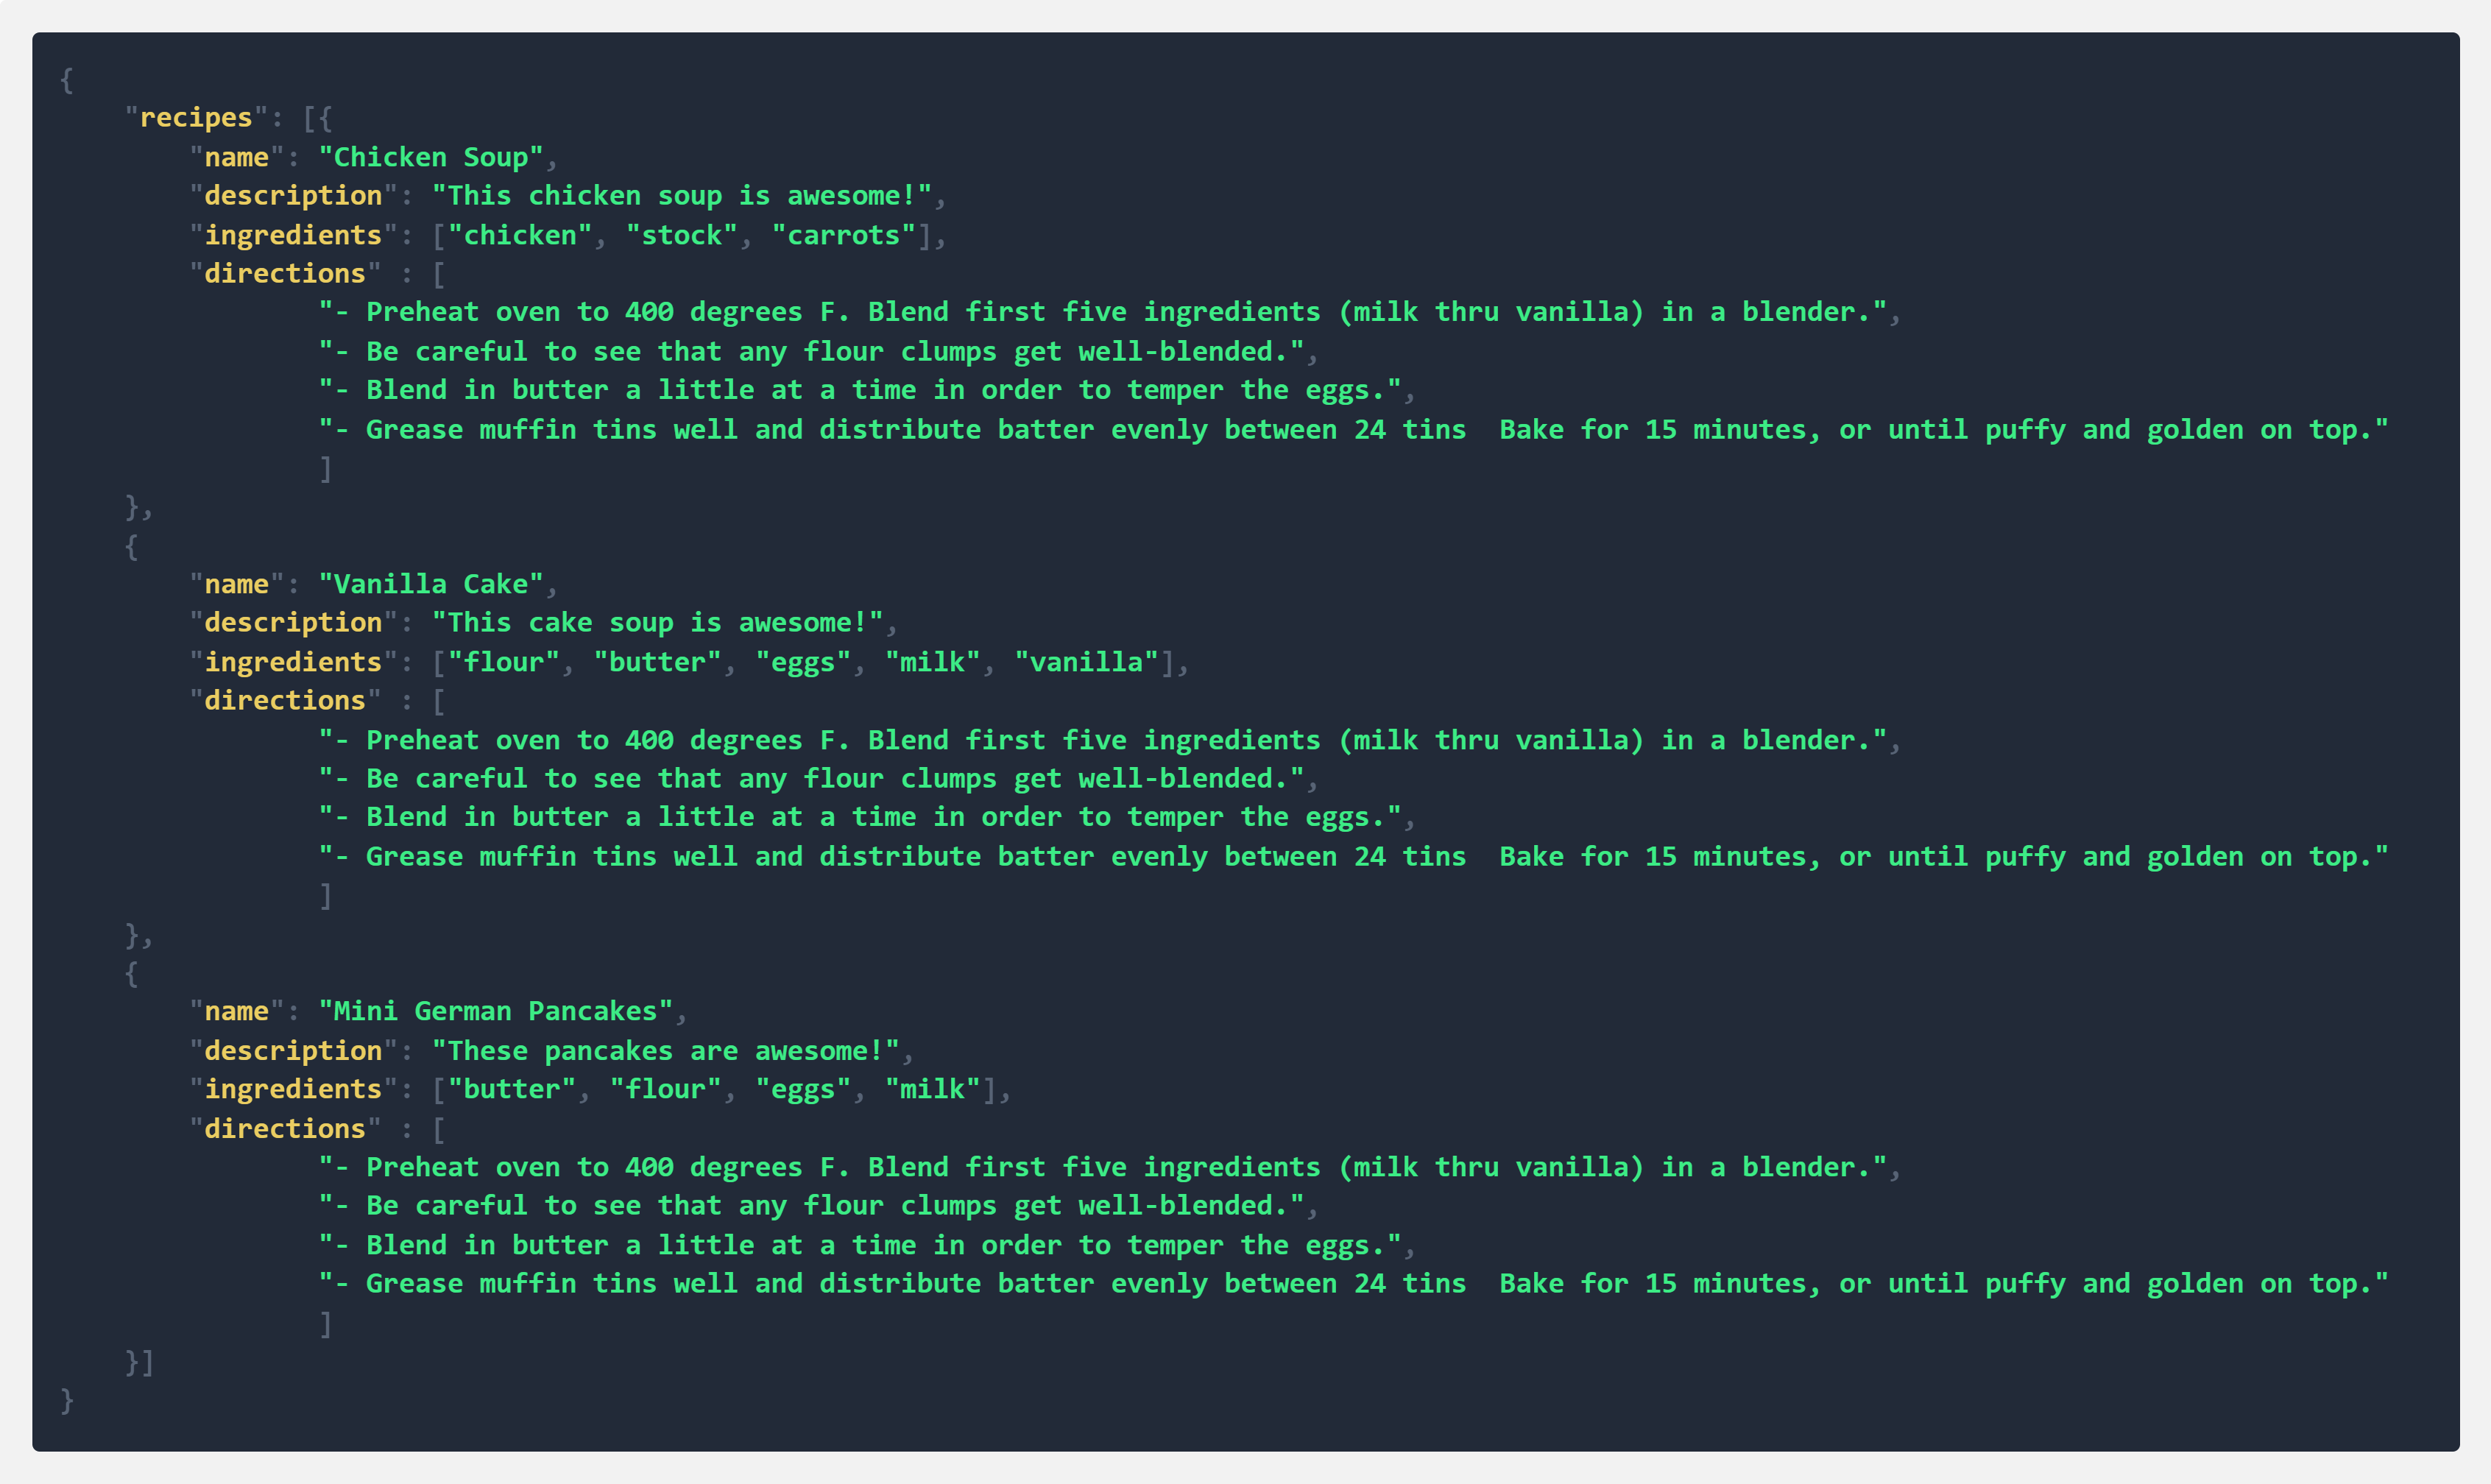 {
    "recipes": [{
        "name": "Chicken Soup",
        "description": "This chicken soup is awesome!",
        "ingredients": ["chicken", "stock", "carrots"],
        "directions" : [
                "- Preheat oven to 400 degrees F. Blend first five ingredients (milk thru vanilla) in a blender.",
                "- Be careful to see that any flour clumps get well-blended.",
                "- Blend in butter a little at a time in order to temper the eggs.",
                "- Grease muffin tins well and distribute batter evenly between 24 tins  Bake for 15 minutes, or until puffy and golden on top."
                ]
    },
    {
        "name": "Vanilla Cake",
        "description": "This cake soup is awesome!",
        "ingredients": ["flour", "butter", "eggs", "milk", "vanilla"],
        "directions" : [
                "- Preheat oven to 400 degrees F. Blend first five ingredients (milk thru vanilla) in a blender.",
                "- Be careful to see that any flour clumps get well-blended.",
                "- Blend in butter a little at a time in order to temper the eggs.",
                "- Grease muffin tins well and distribute batter evenly between 24 tins  Bake for 15 minutes, or until puffy and golden on top."
                ]
    },
    {
        "name": "Mini German Pancakes",
        "description": "These pancakes are awesome!",
        "ingredients": ["butter", "flour", "eggs", "milk"],
        "directions" : [
                "- Preheat oven to 400 degrees F. Blend first five ingredients (milk thru vanilla) in a blender.",
                "- Be careful to see that any flour clumps get well-blended.",
                "- Blend in butter a little at a time in order to temper the eggs.",
                "- Grease muffin tins well and distribute batter evenly between 24 tins  Bake for 15 minutes, or until puffy and golden on top."
                ]
    }]
}